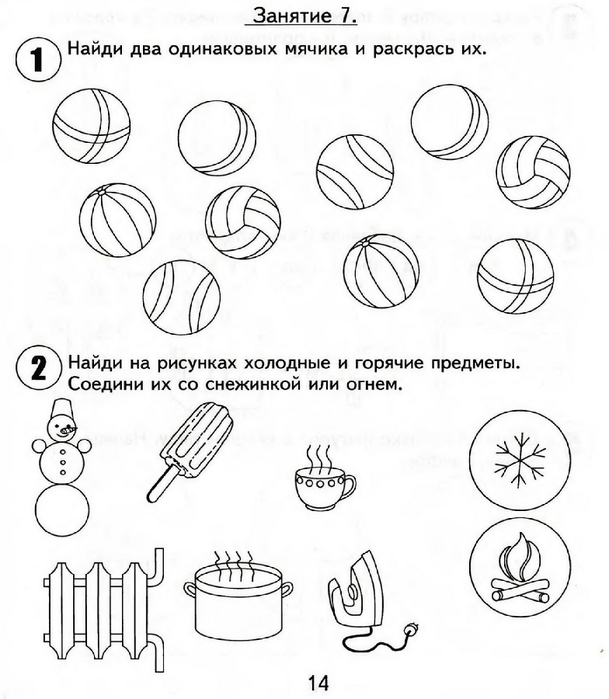 Занятие 7.
1 Найди два одинаковых мячика и раскрась их.
2 Найди на рисунках холодные и горячие предметы.
Соедини их со снежинкой или огнем.
14